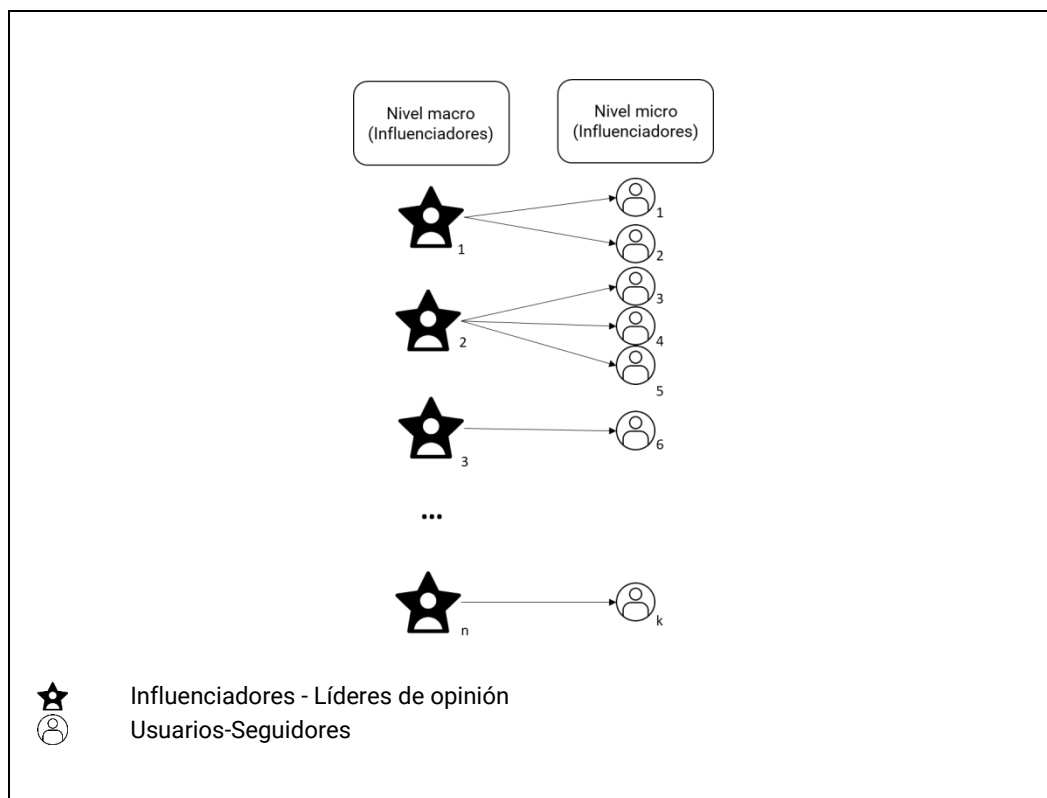 Nivel macro
(Influenciadores)
Nivel micro
(Influenciadores)
1
1
2
2
3
4
5
3
6
...
n
k
Influenciadores - Líderes de opinión
Usuarios-Seguidores